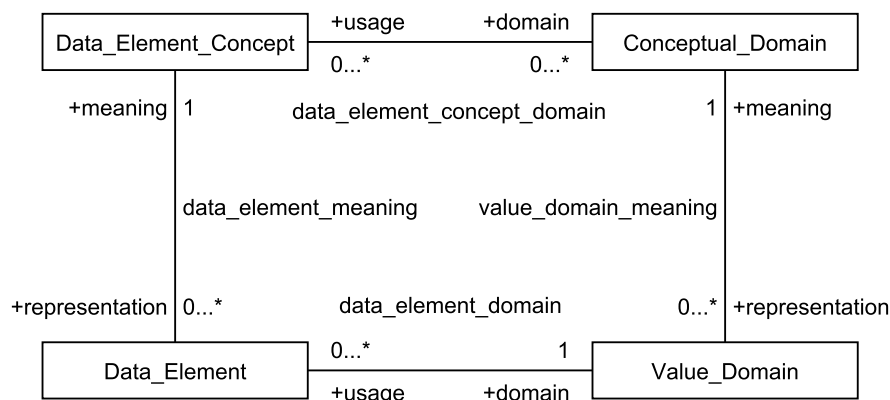 +usage +domain
Data_Element_Concept Conceptual_Domain
0...* 0...*
+meaning 1 data_element_concept_domain 1 +meaning
data_element_meaning value_domain_meaning
+representation 0...* data_element_domain 0...* +representation
0...* 1
Data_Element Value_Domain
+usage +domain